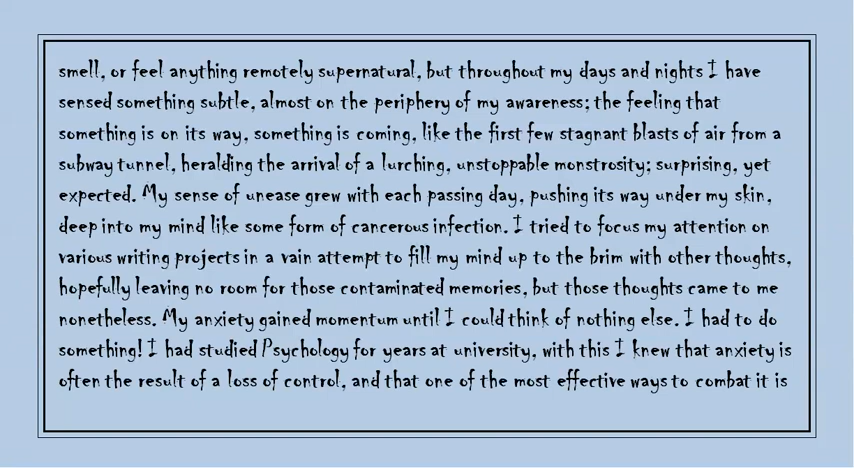 smell, or feel anything remotely supernatural, but throughout my days and nights I have
sensed something subtle, almost on the periphery of my awareness; the feeling that
something is on its way, something is coming, like the first few stagnant blasts of air from a
subway tunnel, heralding the arrival of a lurching, unstoppable monstrosity; surprising, yet
expected. My sense of unease grew with each passing day, pushing its way under my skin,
deep into my mind like some form of cancerous infection. I tried to focus my attention on
various writing projects in a vain attempt to fill my mind up to the brim with other thoughts,
hopefully leaving no room for those contaminated memories, but those thoughts came to me
nonetheless. My anxiety gained momentum until I could think of nothing else. I had to do
something! I had studied Psychology for years at university, with this I knew that anxiety is
often the result of a loss of control, and that one of the most effective ways to combat it is